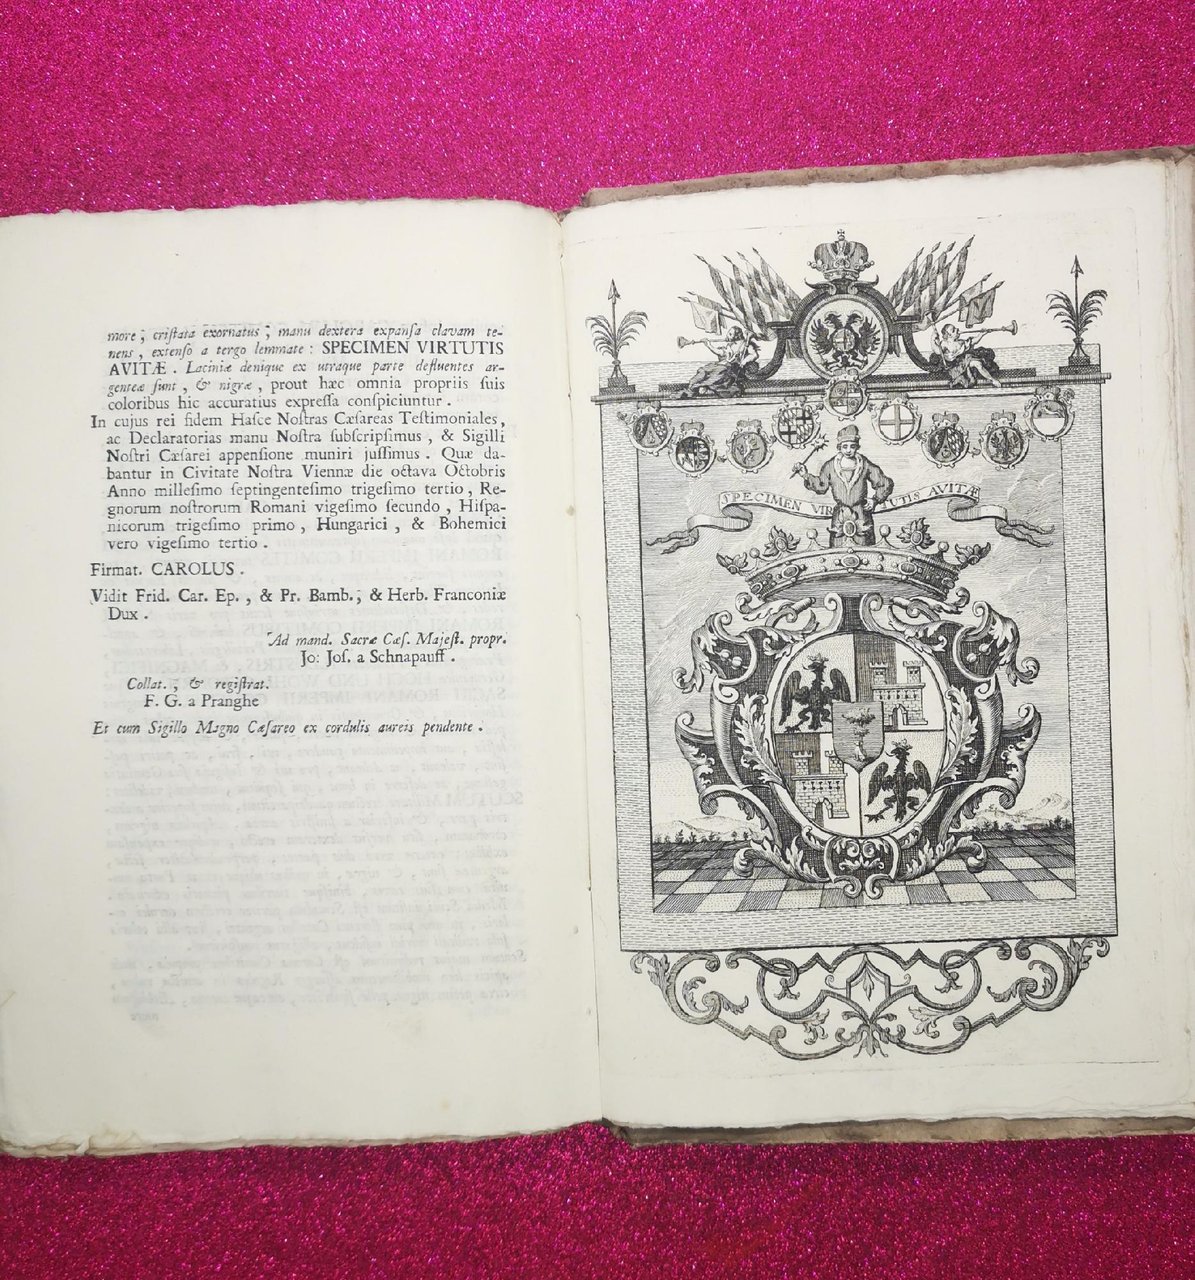 more ; criſtata exornatus ; manu dextera expanſa clavam te-
nens , extenſo a tergo lemmate : SPECIMEN VIRTUTIS
AVITÆ . Laciniæ denique ex utraque parte defluentes ar-
genteæ ſunt , & nigræ , prout hæc omnia propriis ſuis
coloribus hic accuratius expreſſa conſpiciuntur .
In cujus rei fidem Haſce Noſtras Cæſareas Teſtimoniales ,
ac Declaratorias manu Noſtra ſubſcripſimus , & Sigilli
Noſtri Cæſarei appenſione muniri juſſimus . Quæ da-
bantur in Civitate Noſtra Viennæ die octava Octobris
Anno milleſimo ſeptingenteſimo trigeſimo tertio , Re-
gnorum noſtrorum Romani vigeſimo ſecundo , Hiſpa-
nicorum trigeſimo primo , Hungarici , & Bohemici
vero vigeſimo tertio .
Firmat. CAROLUS .
Vidit Frid. Car. Ep. , & Pr. Bamb. , & Herb. Franconiæ
Dux .
Ad mand. Sacræ Cæſ. Majeſt. propr.
Jo: Joſ. a Schnapauff .
Collat. , & regiſtrat.
F. G. a Pranghe
Et cum Sigillo Magno Cæſareo ex cordulis aureis pendente .
SPECIMEN VIR UTIS AVITÆ